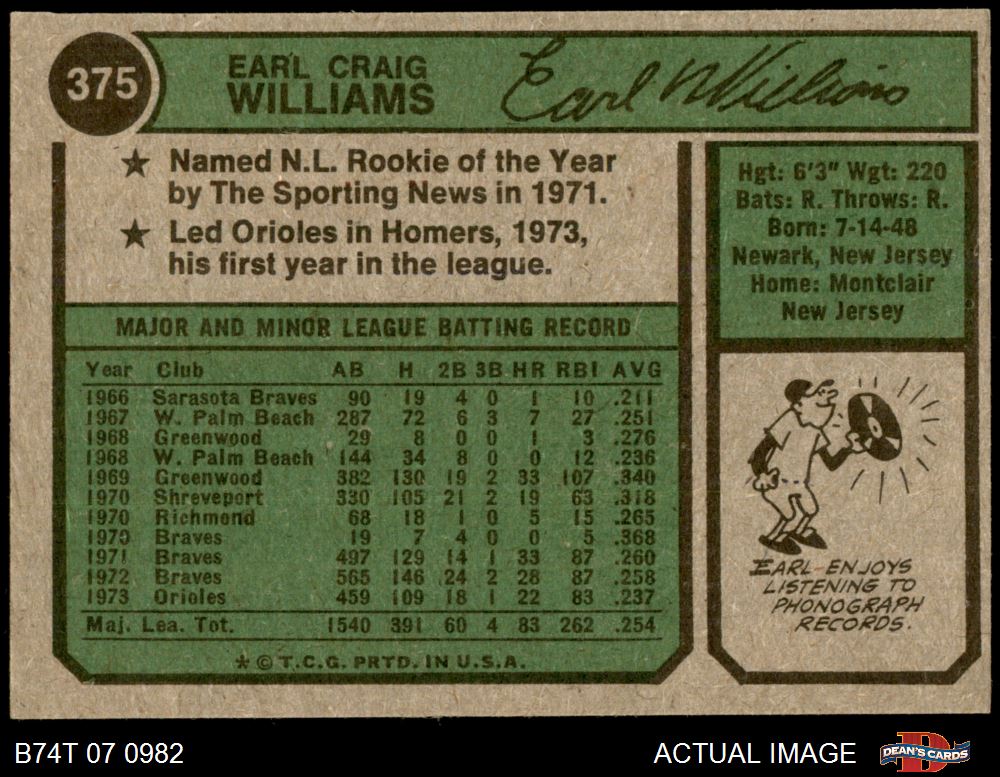 375
EARL CRAIG
WILLIAMS
Earl Williams
★ Named N.L. Rookie of the Year
by The Sporting News in 1971.
★ Led Orioles in Homers, 1973,
his first year in the league.
Hgt: 6'3" Wgt: 220
Bats: R. Throws: R.
Born: 7-14-48
Newark, New Jersey
Home: Montclair
New Jersey
MAJOR AND MINOR LEAGUE BATTING RECORD
Year Club AB H 2B 3B HR RBI AVG
1966 Sarasota Braves 90 19 4 0 1 10 .211
1967 W. Palm Beach 287 72 6 3 7 27 .251
1968 Greenwood 29 8 0 0 1 3 .276
1968 W. Palm Beach 144 34 8 0 0 12 .236
1969 Greenwood 382 130 19 2 33 107 .340
1970 Shreveport 330 105 21 2 19 63 .318
1970 Richmond 68 18 1 0 5 15 .265
1970 Braves 19 7 4 0 0 5 .368
1971 Braves 497 129 14 1 33 87 .260
1972 Braves 565 146 24 2 28 87 .258
1973 Orioles 459 109 18 1 22 83 .237
Maj. Lea. Tot. 1540 391 60 4 83 262 .254
* © T.C.G. PRTD. IN U.S.A.
EARL ENJOYS
LISTENING TO
PHONOGRAPH
RECORDS.
B74T 07 0982
ACTUAL IMAGE
DEAN'S CARDS